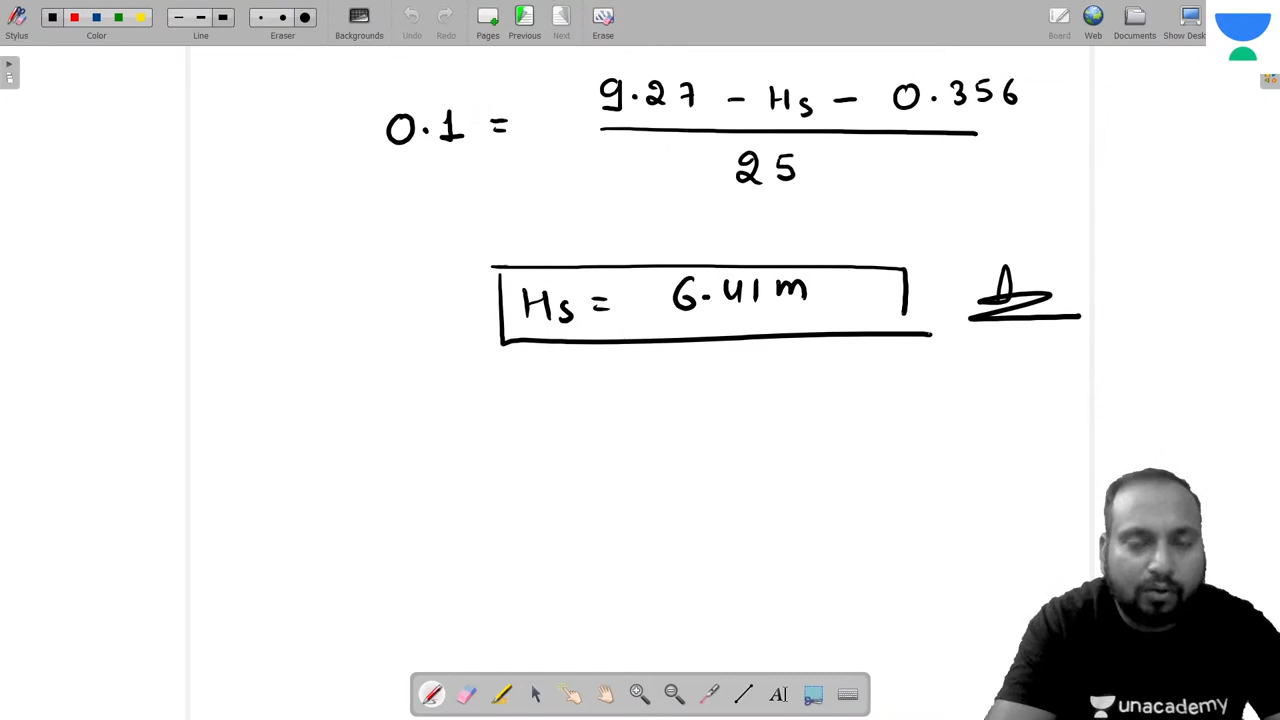 Stylus Color Line Eraser Backgrounds Undo Redo Pages Previous Next Erase Board Web Documents Show Desk
9.27 - Hs - 0.356
0.1 =
25
Hs = 6.41 m
AI
unacademy